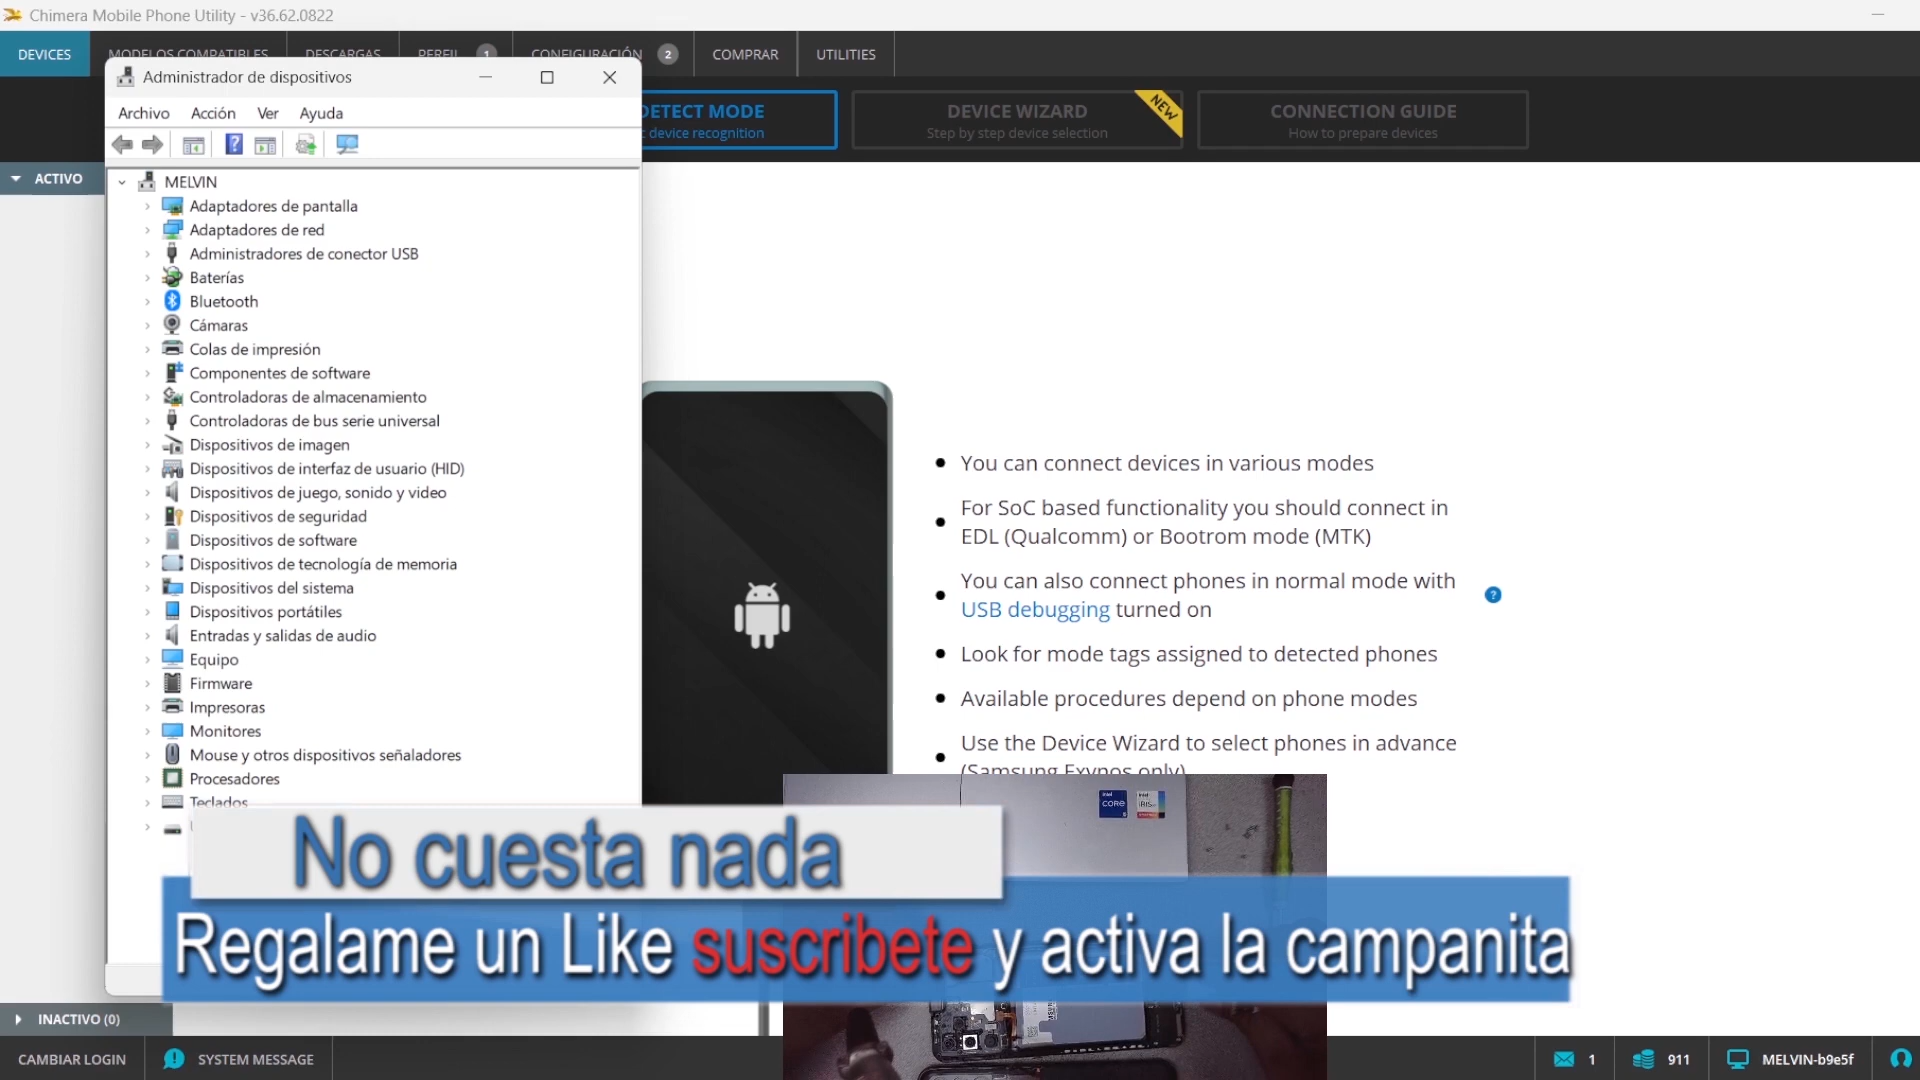 Chimera Mobile Phone Utility - v36.62.0822
DEVICES
MODELOS COMPATIBLES
DESCARGAS
PERFIL 1
CONFIGURACIÓN 2
COMPRAR
UTILITIES
Administrador de dispositivos
Archivo Acción Ver Ayuda
DETECT MODE
device recognition
DEVICE WIZARD
Step by step device selection
NEW
CONNECTION GUIDE
How to prepare devices
ACTIVO
MELVIN
Adaptadores de pantalla
Adaptadores de red
Administradores de conector USB
Baterías
Bluetooth
Cámaras
Colas de impresión
Componentes de software
Controladoras de almacenamiento
Controladoras de bus serie universal
Dispositivos de imagen
Dispositivos de interfaz de usuario (HID)
Dispositivos de juego, sonido y video
Dispositivos de seguridad
Dispositivos de software
Dispositivos de tecnología de memoria
Dispositivos del sistema
Dispositivos portátiles
Entradas y salidas de audio
Equipo
Firmware
Impresoras
Monitores
Mouse y otros dispositivos señaladores
Procesadores
Teclados
You can connect devices in various modes
For SoC based functionality you should connect in
EDL (Qualcomm) or Bootrom mode (MTK)
You can also connect phones in normal mode with
USB debugging turned on
?
Look for mode tags assigned to detected phones
Available procedures depend on phone modes
Use the Device Wizard to select phones in advance
(Samsung Exynos only)
intel CORE
intel IRIS
No cuesta nada
Regalame un Like suscribete y activa la campanita
INACTIVO (0)
CAMBIAR LOGIN
SYSTEM MESSAGE
1
911
MELVIN-b9e5f